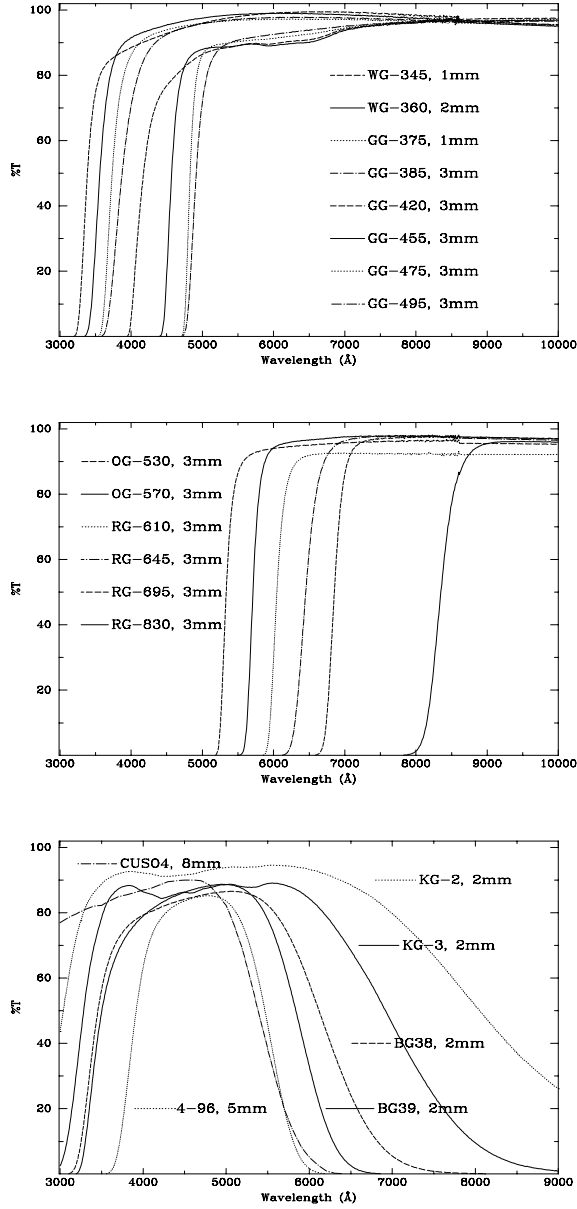 100
80
60
40
20
%T
WG-345, 1mm
WG-360, 2mm
GG-375, 1mm
GG-385, 3mm
GG-420, 3mm
GG-455, 3mm
GG-475, 3mm
GG-495, 3mm
3000 4000 5000 6000 7000 8000 9000 10000
Wavelength (Å)
100
80
60
40
20
%T
OG-530, 3mm
OG-570, 3mm
RG-610, 3mm
RG-645, 3mm
RG-695, 3mm
RG-830, 3mm
3000 4000 5000 6000 7000 8000 9000 10000
Wavelength (Å)
100
80
60
40
20
%T
CUSO4, 8mm
KG-2, 2mm
KG-3, 2mm
BG38, 2mm
4-96, 5mm
BG39, 2mm
3000 4000 5000 6000 7000 8000 9000
Wavelength (Å)